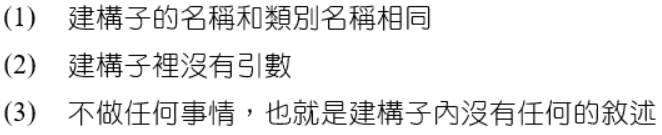 (1) 建構子的名稱和類別名稱相同
(2) 建構子裡沒有引數
(3) 不做任何事情，也就是建構子內沒有任何的敘述